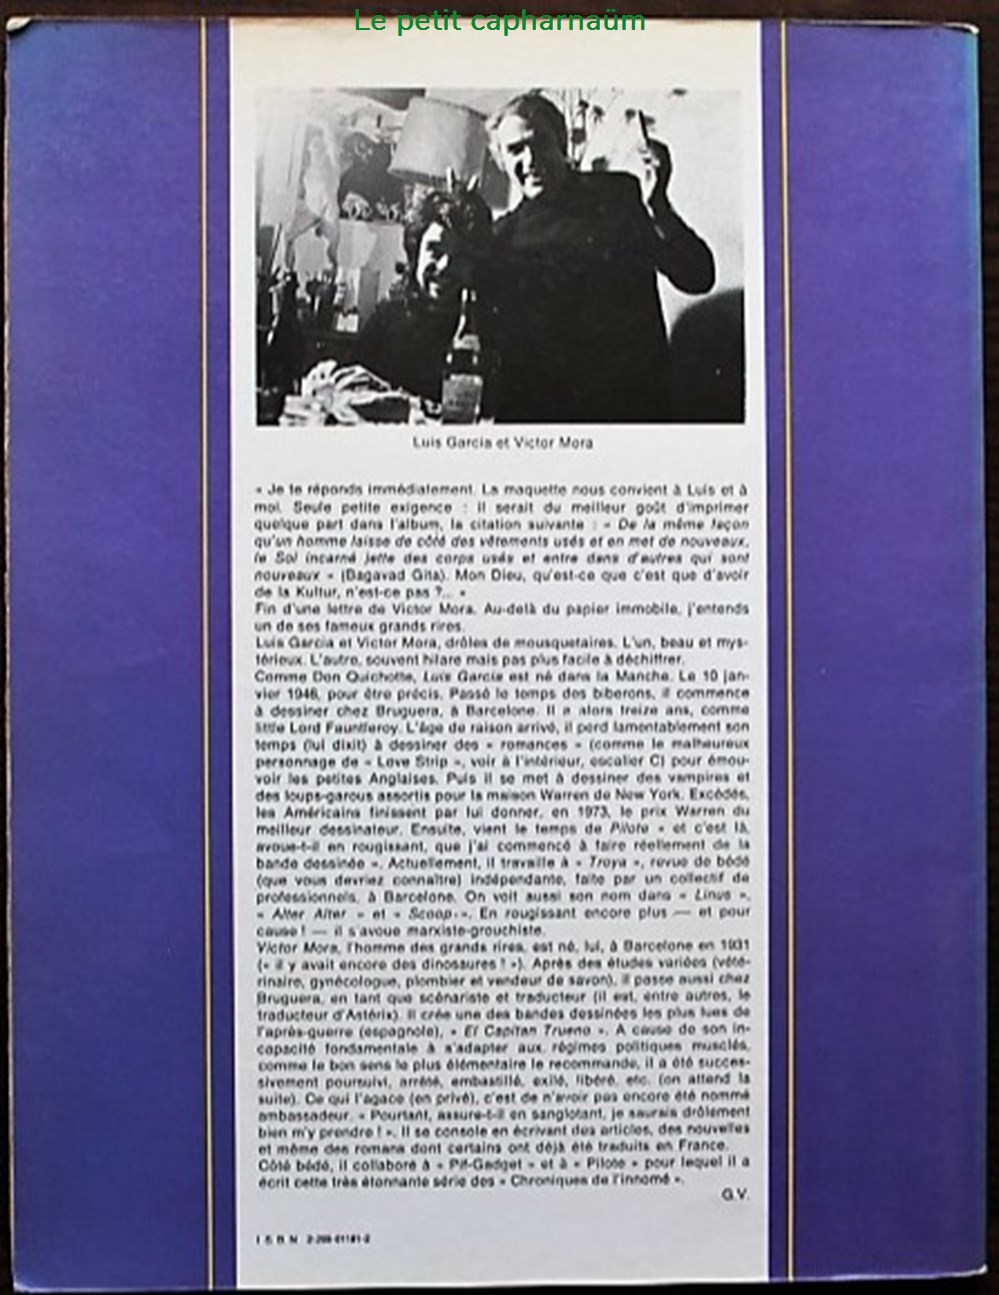 Le petit capharnaüm
Luis Garcia et Victor Mora
« Je te réponds immédiatement. La maquette nous convient à Luis et à
moi. Seule petite exigence : il serait du meilleur goût d'imprimer
quelque part dans l'album, la citation suivante : « De la même façon
qu'un homme laisse de côté des vêtements usés et en met de nouveaux,
le Soi incarné jette des corps usés et entre dans d'autres qui sont
nouveaux » (Bagavad Gita). Mon Dieu, qu'est-ce que c'est que d'avoir
de la Kultur, n'est-ce pas ?... »
Fin d'une lettre de Victor Mora. Au-delà du papier immobile, j'entends
un de ses fameux grands rires.
Luis Garcia et Victor Mora, drôles de mousquetaires. L'un, beau et mys-
térieux. L'autre, souvent hilare mais pas plus facile à déchiffrer.
Comme Don Quichotte, Luis Garcia est né dans la Manche. Le 10 jan-
vier 1946, pour être précis. Passé le temps des biberons, il commence
à dessiner chez Bruguera, à Barcelone. Il a alors treize ans, comme
little Lord Fauntleroy. L'âge de raison arrivé, il perd lamentablement son
temps (lui dixit) à dessiner des « romances » (comme le malheureux
personnage de « Love Strip », voir à l'intérieur, escalier C) pour émou-
voir les petites Anglaises. Puis il se met à dessiner des vampires et
des loups-garous assortis pour la maison Warren de New York. Excédés,
les Américains finissent par lui donner, en 1973, le prix Warren du
meilleur dessinateur. Ensuite, vient le temps de Pilote « et c'est là,
avoue-t-il en rougissant, que j'ai commencé à faire réellement de la
bande dessinée ». Actuellement, il travaille à « Troya », revue de bédé
(que vous devriez connaître) indépendante, faite par un collectif de
professionnels, à Barcelone. On voit aussi son nom dans « Linus »,
« Alter Alter » et « Scoop ». En rougissant encore plus — et pour
cause ! — il s'avoue marxiste-grouchiste.
Victor Mora, l'homme des grands rires, est né, lui, à Barcelone en 1931
(« il y avait encore des dinosaures ! »). Après des études variées (vété-
rinaire, gynécologue, plombier et vendeur de savon), il passe aussi chez
Bruguera, en tant que scénariste et traducteur (il est, entre autres, le
traducteur d'Astérix). Il crée une des bandes dessinées les plus lues de
l'après-guerre (espagnole), « El Capitan Trueno ». A cause de son in-
capacité fondamentale à s'adapter aux régimes politiques musclés,
comme le bon sens le plus élémentaire le recommande, il a été succes-
sivement poursuivi, arrêté, embastillé, exilé, libéré, etc. (on attend la
suite). Ce qui l'agace (en privé), c'est de n'avoir pas encore été nommé
ambassadeur. « Pourtant, assure-t-il en sanglotant, je saurais drôlement
bien m'y prendre ! ». Il se console en écrivant des articles, des nouvelles
et même des romans dont certains ont déjà été traduits en France.
Côté bédé, il collabore à « Pif-Gadget » et à « Pilote » pour lequel il a
écrit cette très étonnante série des « Chroniques de l'innomé ».
G.V.
ISBN 2-205-01181-2